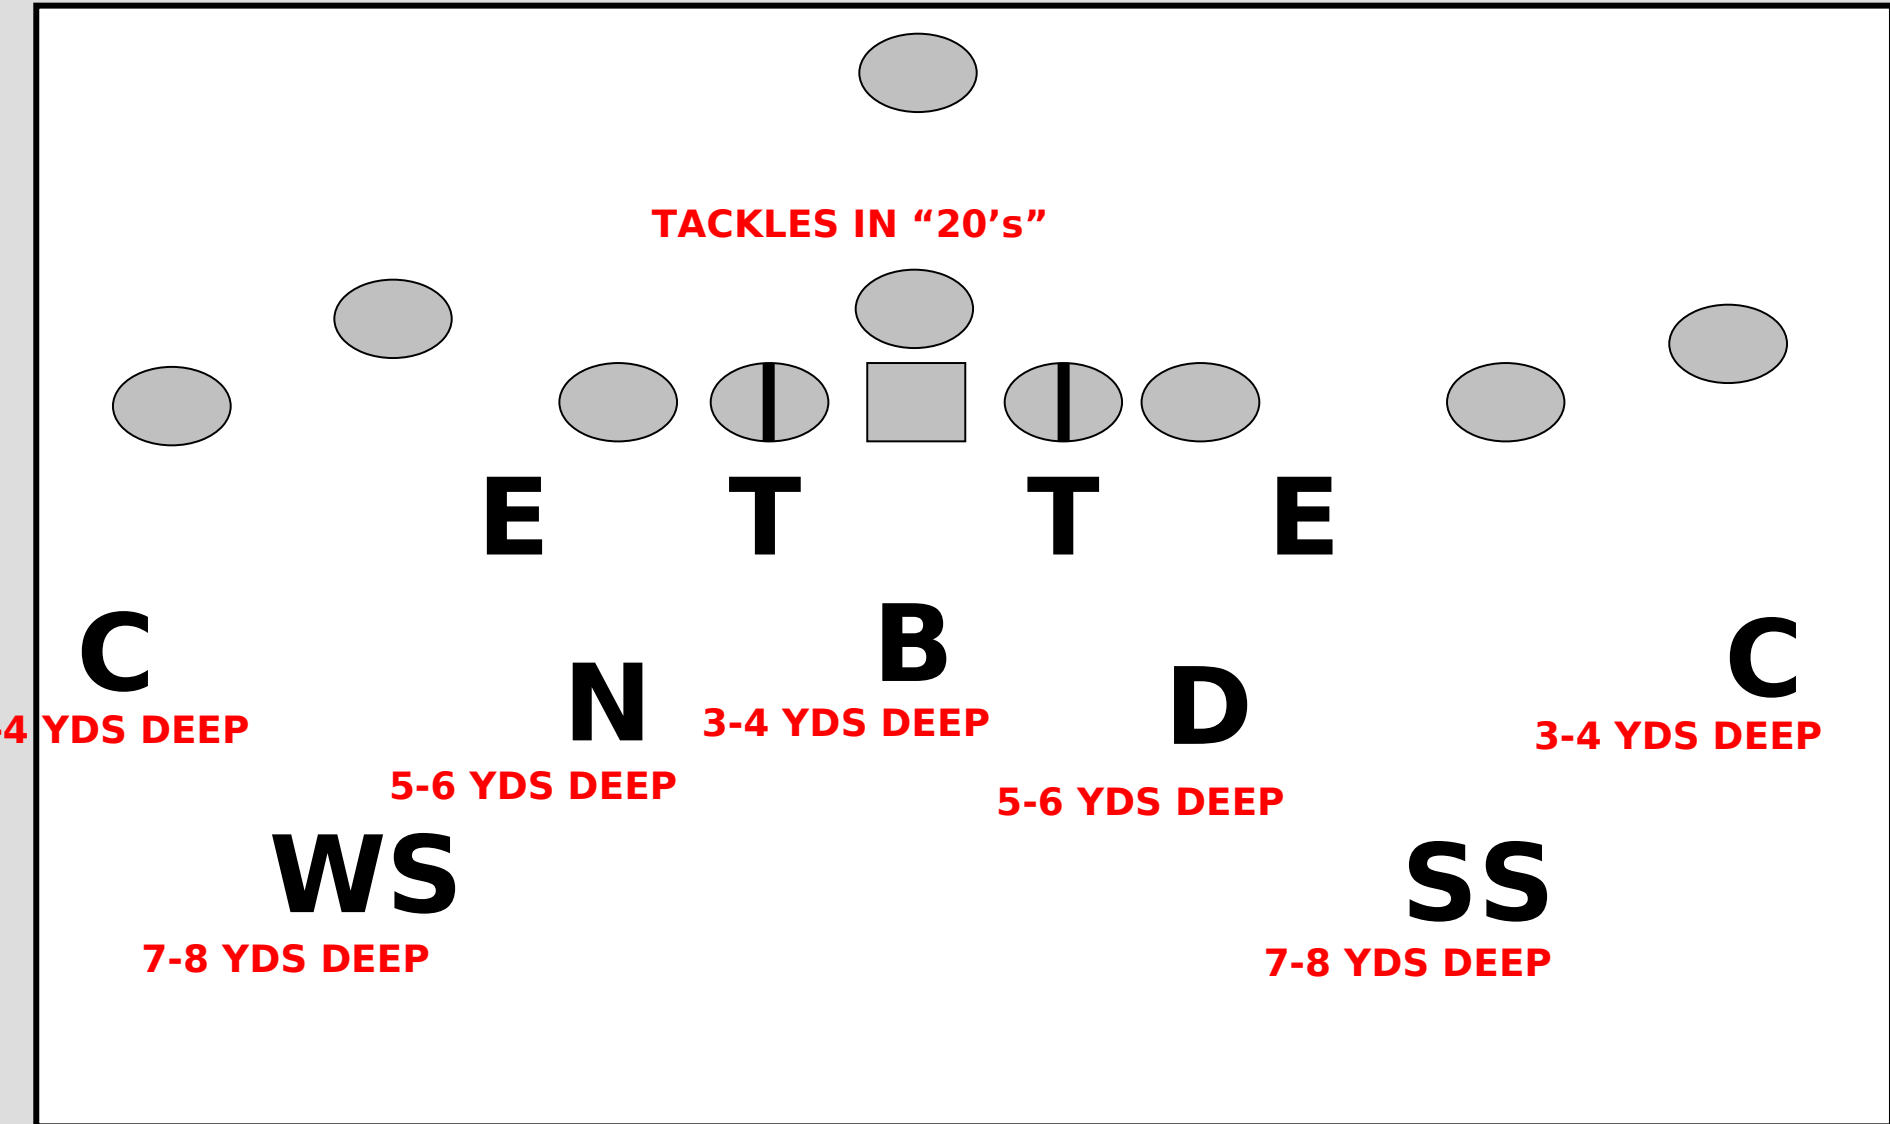 TACKLES IN “20’s”
E T T E
C N B D C
-4 YDS DEEP 3-4 YDS DEEP 3-4 YDS DEEP
5-6 YDS DEEP 5-6 YDS DEEP
WS SS
7-8 YDS DEEP 7-8 YDS DEEP